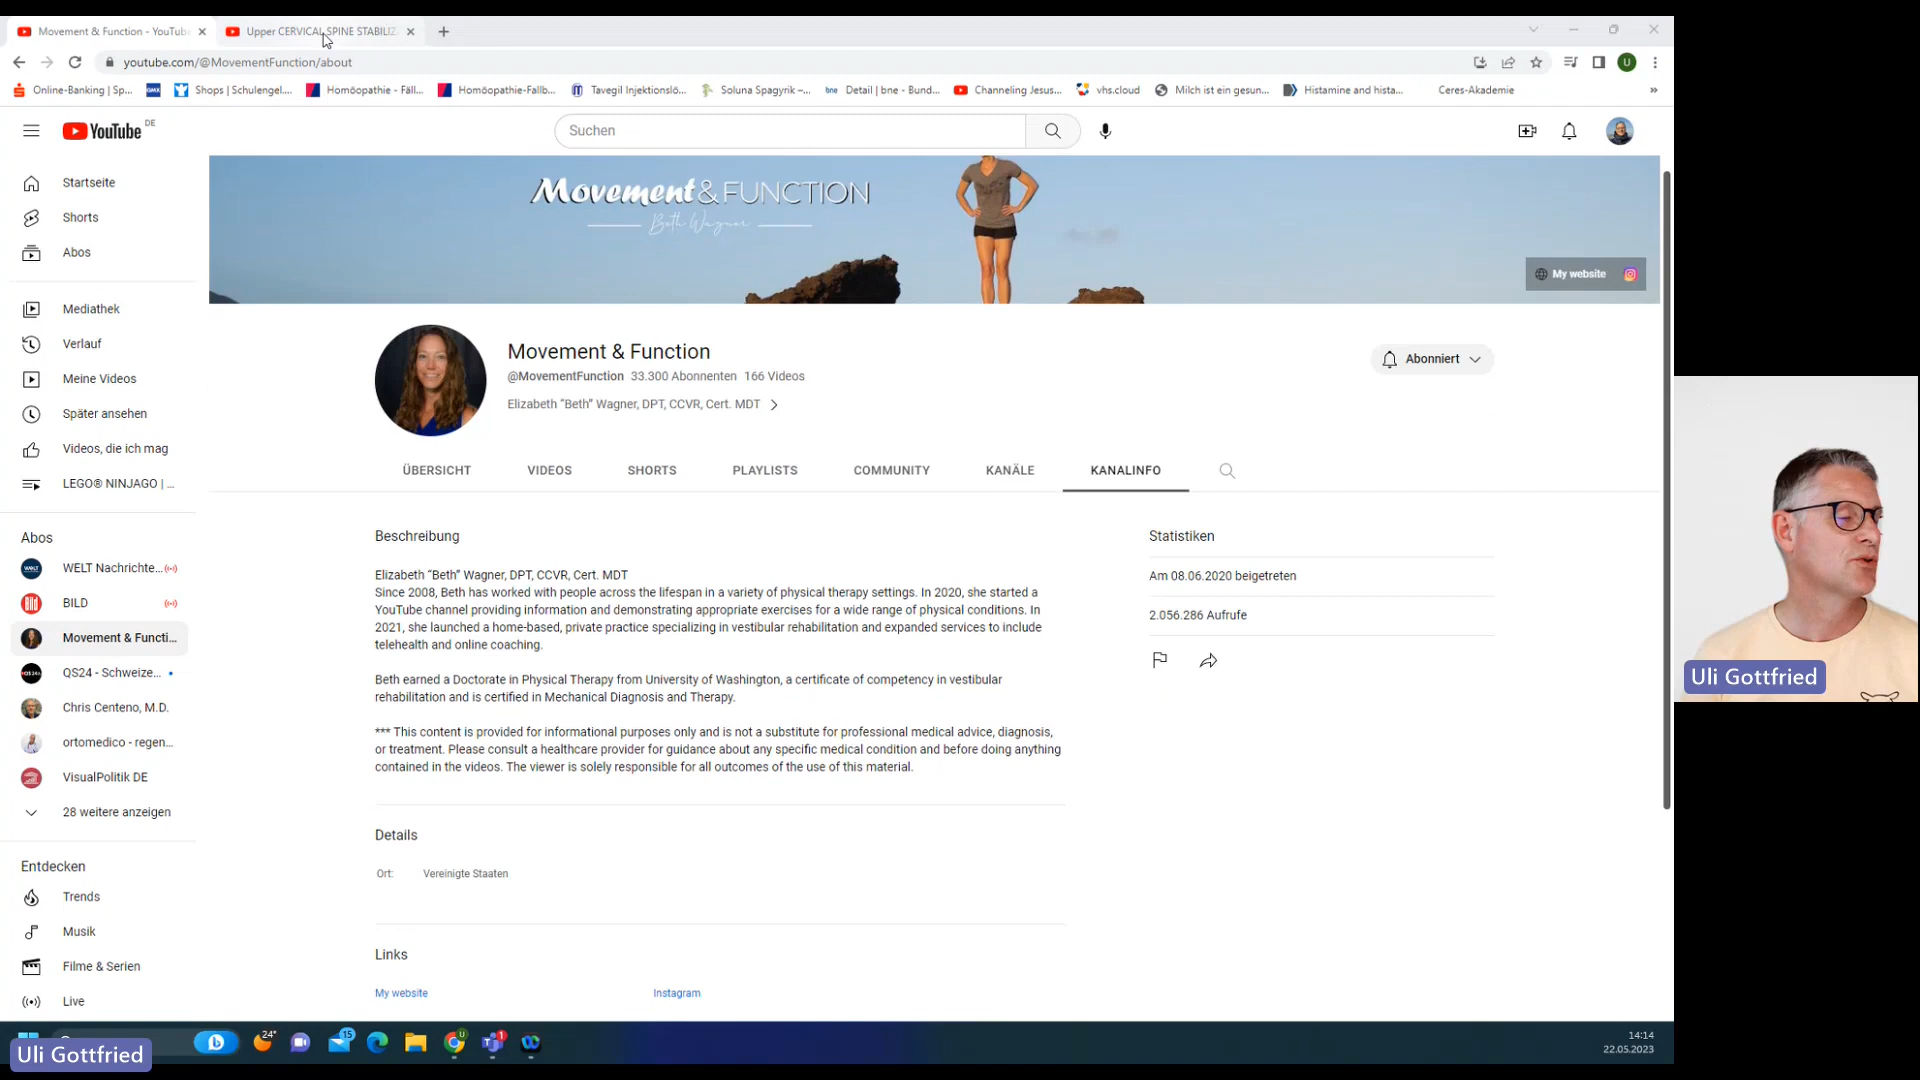 Movement & Function - YouTube
Upper CERVICAL SPINE STABILIZ
youtube.com/@MovementFunction/about
U
Online-Banking | Sp...
GMX
Shops | Schulengel....
Homöopathie - Fäll...
Homöopathie-Fallb...
Tavegil Injektionslö...
Soluna Spagyrik –...
bne
Detail | bne - Bund...
Channeling Jesus...
vhs.cloud
Milch ist ein gesun...
Histamine and hista...
Ceres-Akademie
»
YouTube DE
Suchen
Startseite
Shorts
Abos
Mediathek
Verlauf
Meine Videos
Später ansehen
Videos, die ich mag
LEGO® NINJAGO | ...
Abos
WELT Nachrichte...
BILD
Movement & Functi...
QS24 - Schweize...
Chris Centeno, M.D.
ortomedico - regen...
VisualPolitik DE
28 weitere anzeigen
Entdecken
Trends
Musik
Filme & Serien
Live
Movement & FUNCTION
Beth Wagner
My website
Movement & Function
@MovementFunction 33.300 Abonnenten 166 Videos
Elizabeth “Beth” Wagner, DPT, CCVR, Cert. MDT
Abonniert
ÜBERSICHT
VIDEOS
SHORTS
PLAYLISTS
COMMUNITY
KANÄLE
KANALINFO
Beschreibung
Elizabeth “Beth” Wagner, DPT, CCVR, Cert. MDT
Since 2008, Beth has worked with people across the lifespan in a variety of physical therapy settings. In 2020, she started a
YouTube channel providing information and demonstrating appropriate exercises for a wide range of physical conditions. In
2021, she launched a home-based, private practice specializing in vestibular rehabilitation and expanded services to include
telehealth and online coaching.
Beth earned a Doctorate in Physical Therapy from University of Washington, a certificate of competency in vestibular
rehabilitation and is certified in Mechanical Diagnosis and Therapy.
*** This content is provided for informational purposes only and is not a substitute for professional medical advice, diagnosis,
or treatment. Please consult a healthcare provider for guidance about any specific medical condition and before doing anything
contained in the videos. The viewer is solely responsible for all outcomes of the use of this material.
Details
Ort:
Vereinigte Staaten
Links
My website
Instagram
Statistiken
Am 08.06.2020 beigetreten
2.056.286 Aufrufe
Uli Gottfried
24°
15
1
14:14
22.05.2023
Uli Gottfried